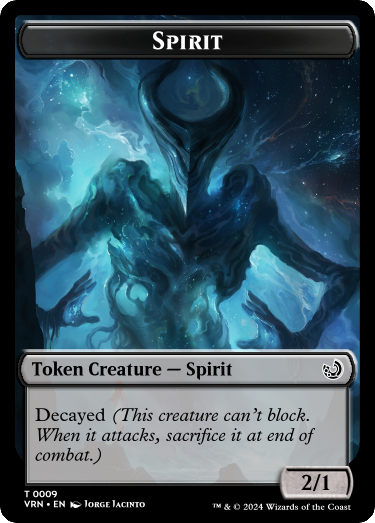 Spirit
Token Creature — Spirit
Decayed (This creature can't block.
When it attacks, sacrifice it at end of
combat.)
2/1
T 0009
VRN • EN Jorge Jacinto
™ & © 2024 Wizards of the Coast